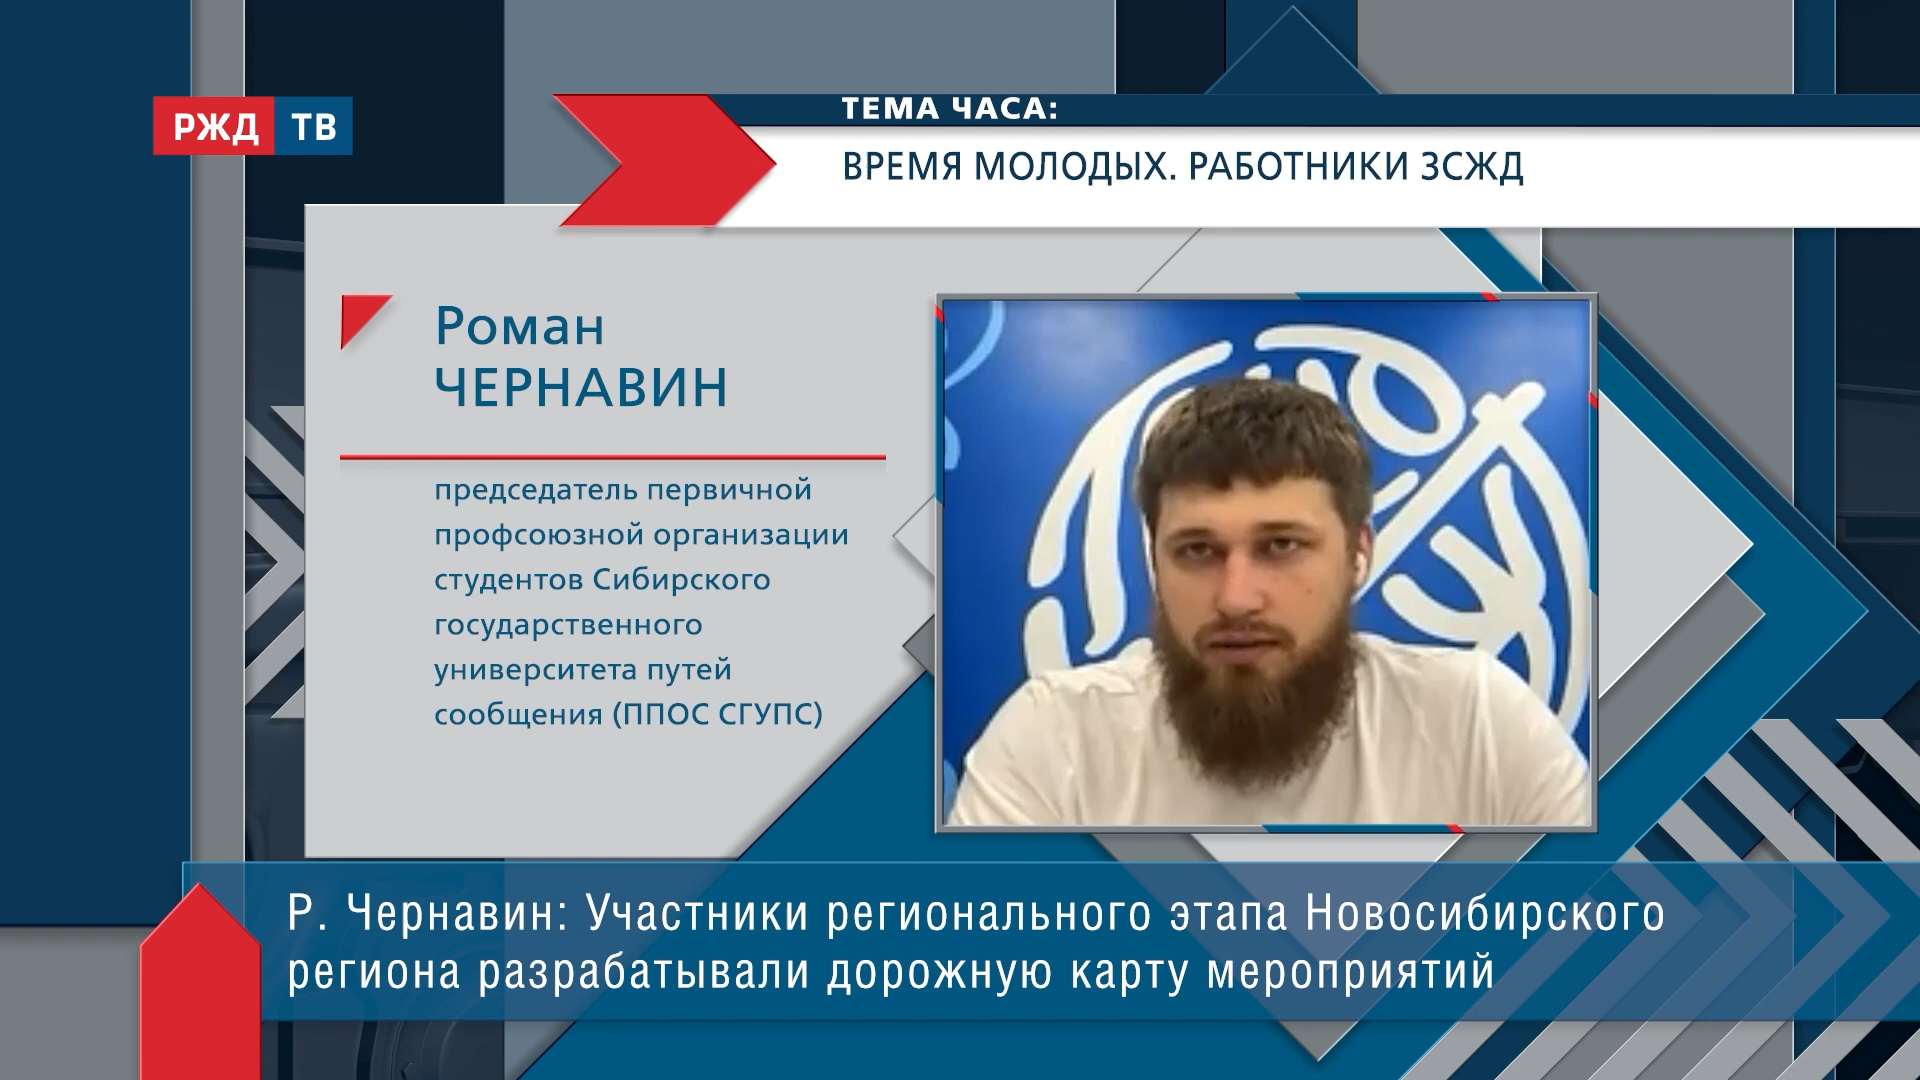 РЖД ТВ
ТЕМА ЧАСА:
ВРЕМЯ МОЛОДЫХ. РАБОТНИКИ ЗСЖД
Роман
ЧЕРНАВИН
председатель первичной
профсоюзной организации
студентов Сибирского
государственного
университета путей
сообщения (ППОС СГУПС)
Р. Чернавин: Участники регионального этапа Новосибирского
региона разрабатывали дорожную карту мероприятий